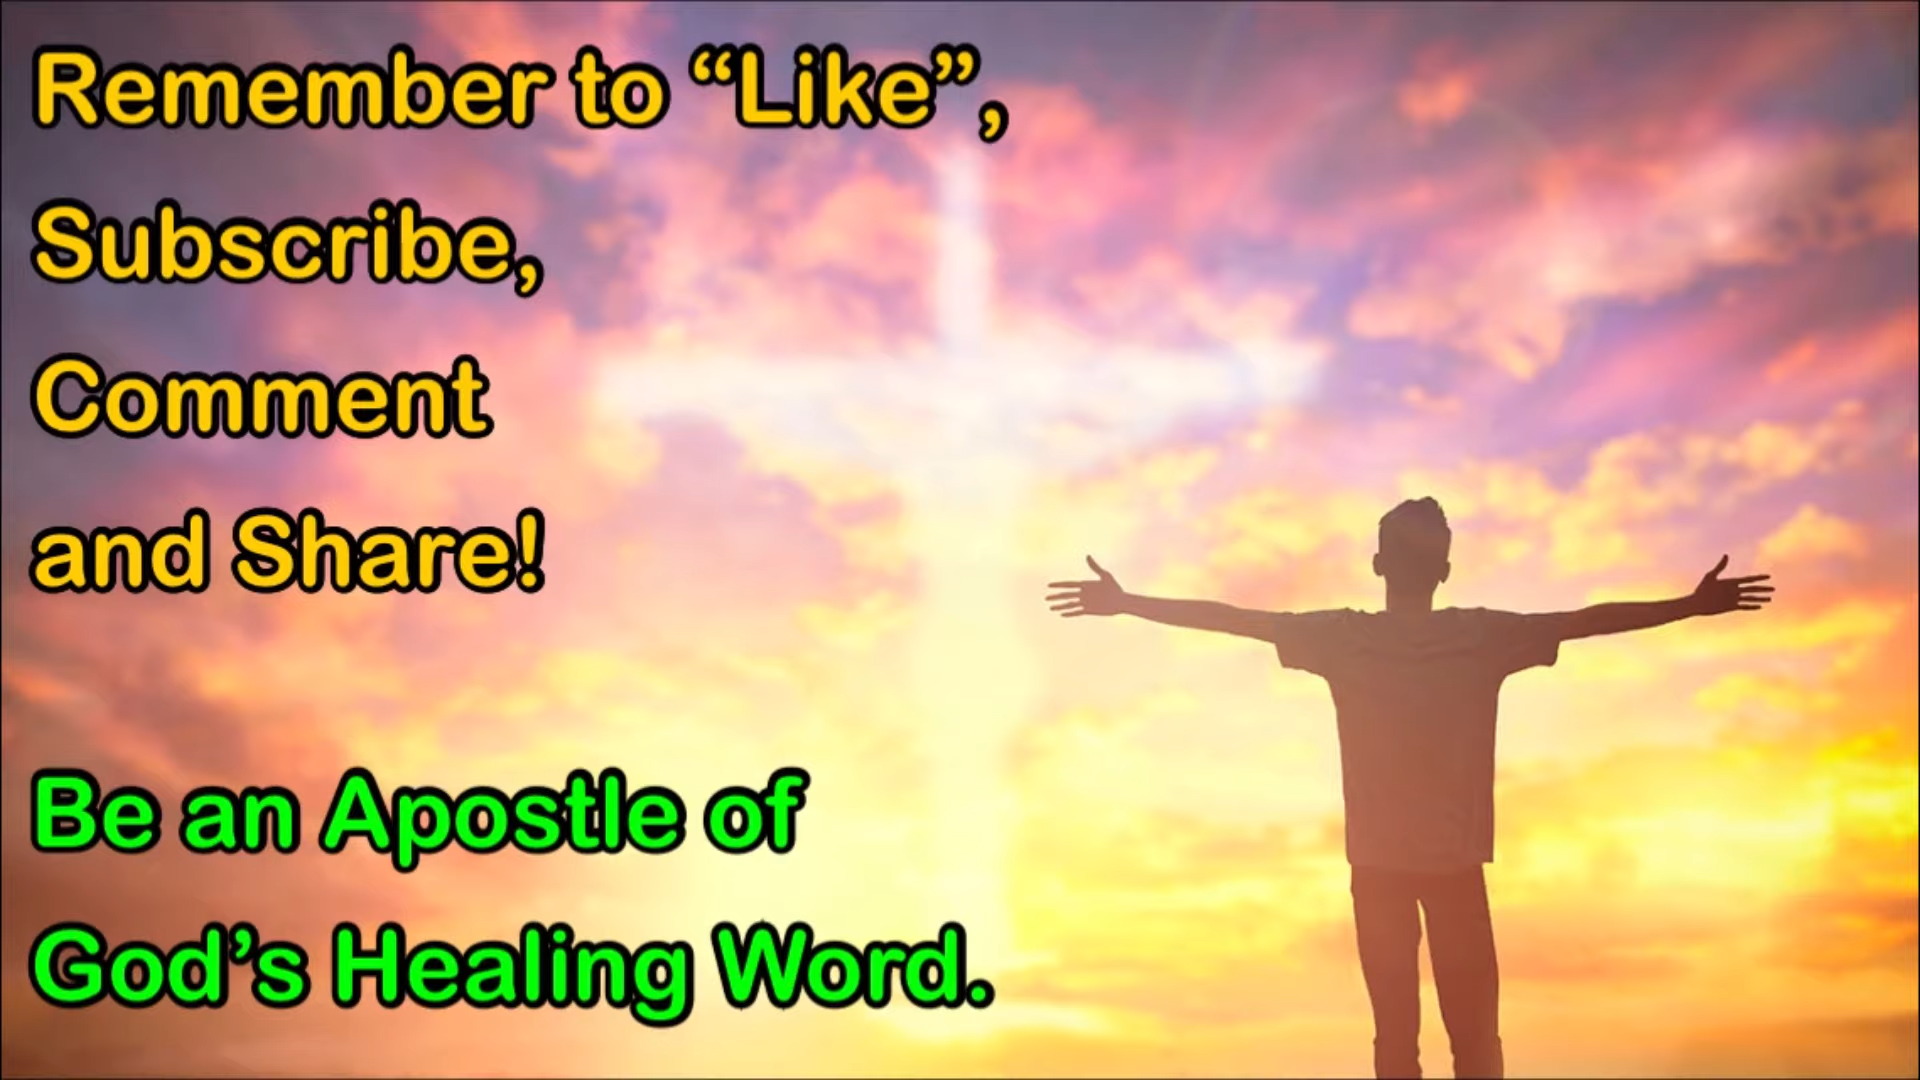 Remember to “Like”,
Subscribe,
Comment
and Share!
Be an Apostle of
God’s Healing Word.